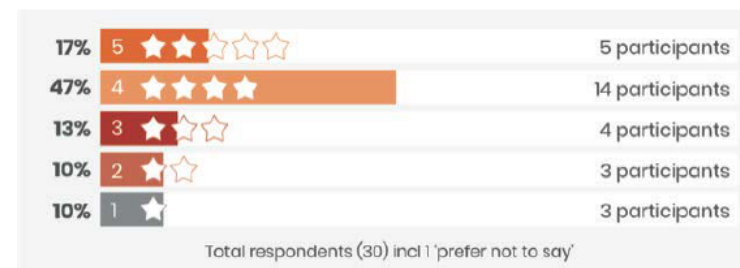 17% 5 5 participants
47% 4 14 participants
13% 3 4 participants
10% 2 3 participants
10% 1 3 participants
Total respondents (30) incl 1 'prefer not to say'